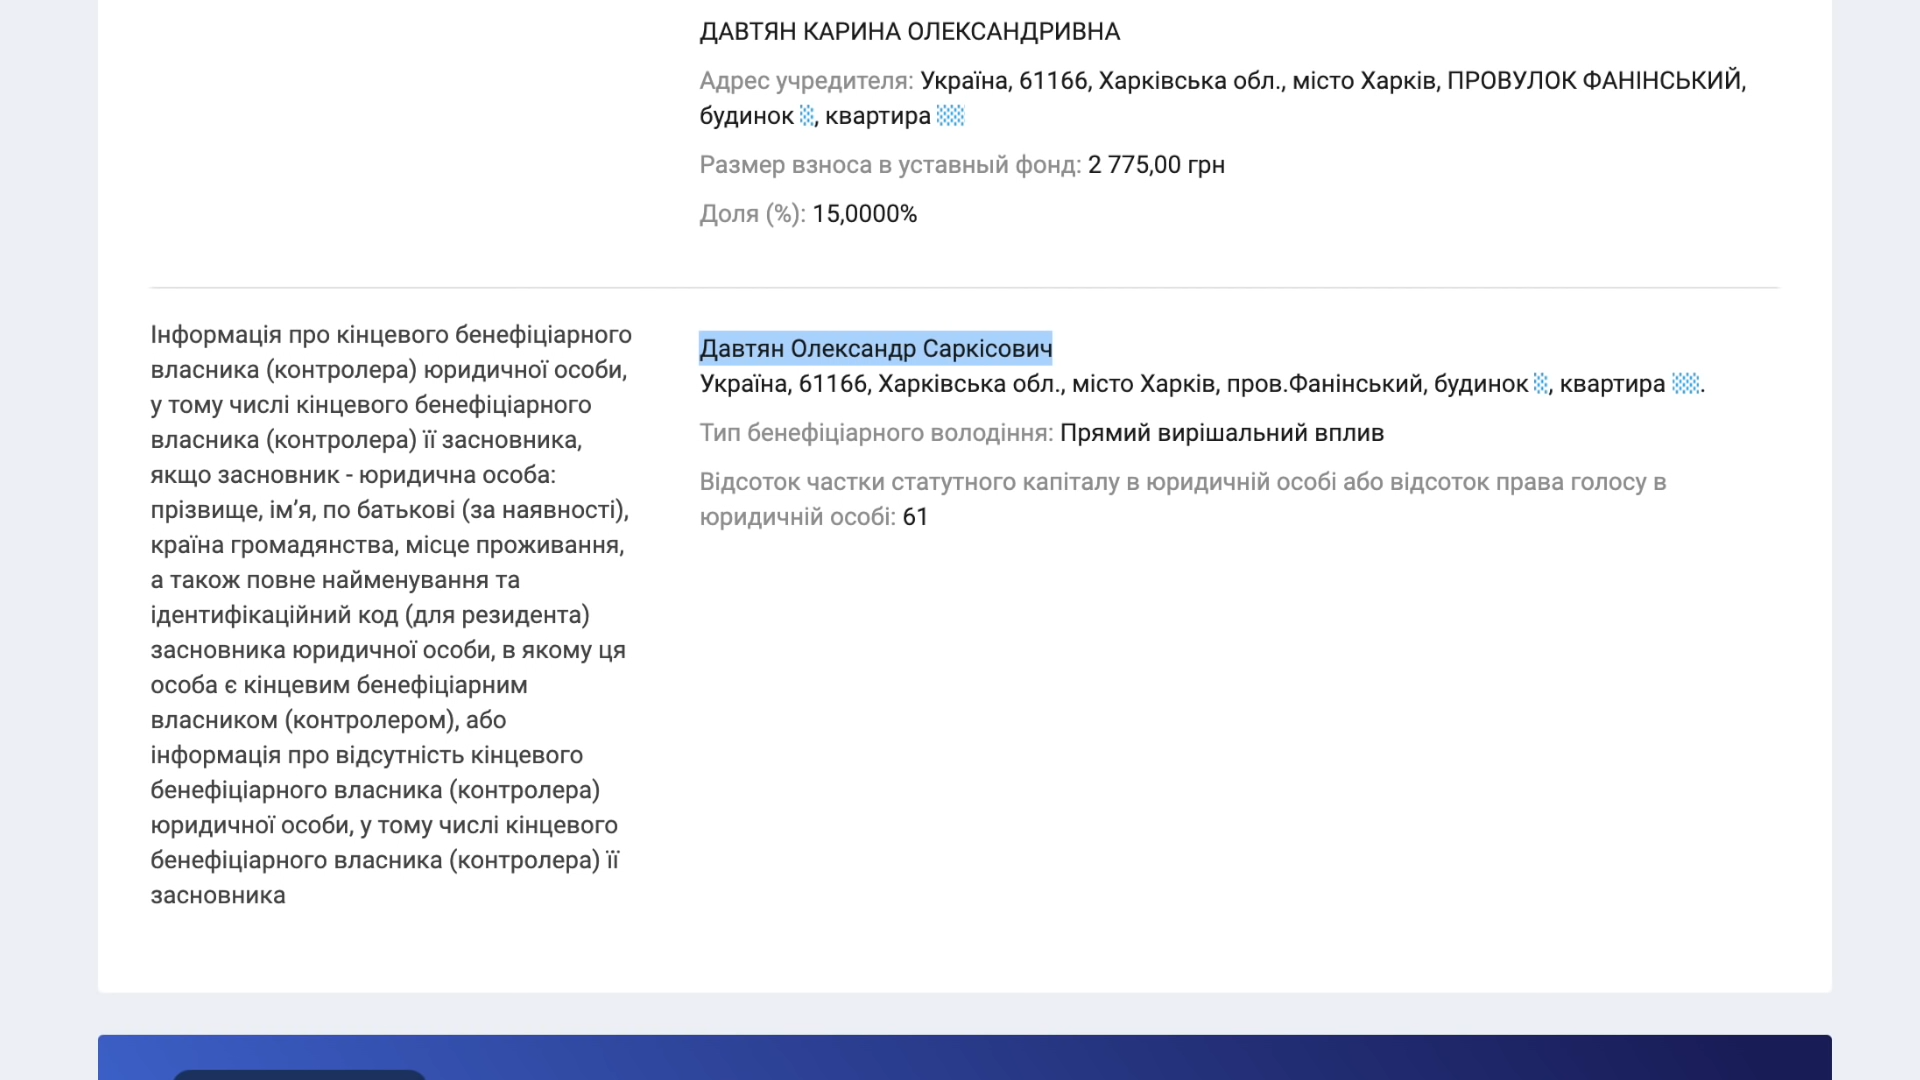 ДАВТЯН КАРИНА ОЛЕКСАНДРИВНА
Адрес учредителя: Україна, 61166, Харківська обл., місто Харків, ПРОВУЛОК ФАНІНСЬКИЙ,
будинок , квартира
Размер взноса в уставный фонд: 2 775,00 грн
Доля (%): 15,0000%
Інформація про кінцевого бенефіціарного
власника (контролера) юридичної особи,
у тому числі кінцевого бенефіціарного
власника (контролера) її засновника,
якщо засновник - юридична особа:
прізвище, ім’я, по батькові (за наявності),
країна громадянства, місце проживання,
а також повне найменування та
ідентифікаційний код (для резидента)
засновника юридичної особи, в якому ця
особа є кінцевим бенефіціарним
власником (контролером), або
інформація про відсутність кінцевого
бенефіціарного власника (контролера)
юридичної особи, у тому числі кінцевого
бенефіціарного власника (контролера) її
засновника
Давтян Олександр Саркісович
Україна, 61166, Харківська обл., місто Харків, пров.Фанінський, будинок , квартира .
Тип бенефіціарного володіння: Прямий вирішальний вплив
Відсоток частки статутного капіталу в юридичній особі або відсоток права голосу в
юридичній особі: 61